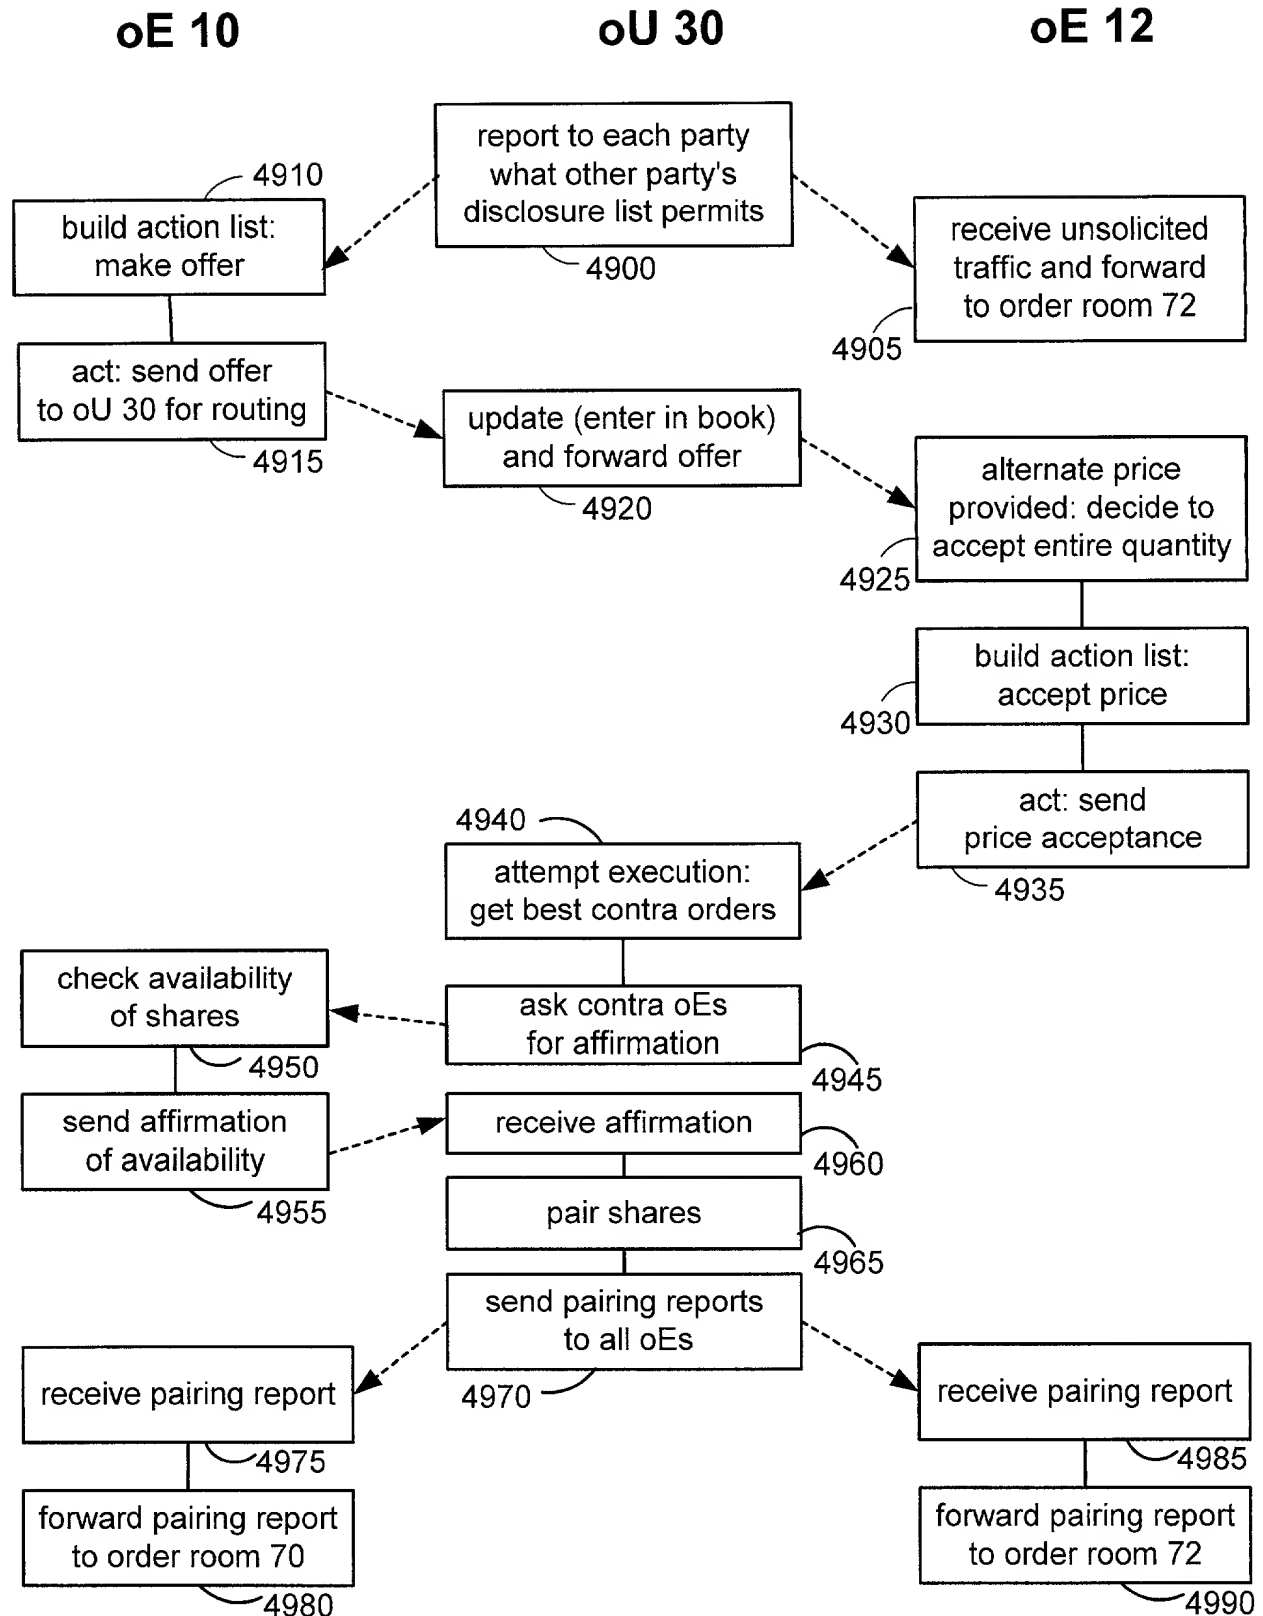 oE 10
oU 30
oE 12
report to each party
what other party's
disclosure list permits
4900
4910
build action list:
make offer
receive unsolicited
traffic and forward
to order room 72
4905
act: send offer
to oU 30 for routing
4915
update (enter in book)
and forward offer
4920
alternate price
provided: decide to
accept entire quantity
4925
build action list:
accept price
4930
act: send
price acceptance
4935
4940
attempt execution:
get best contra orders
ask contra oEs
for affirmation
4945
check availability
of shares
4950
send affirmation
of availability
4955
receive affirmation
4960
pair shares
4965
send pairing reports
to all oEs
4970
receive pairing report
4975
forward pairing report
to order room 70
4980
receive pairing report
4985
forward pairing report
to order room 72
4990